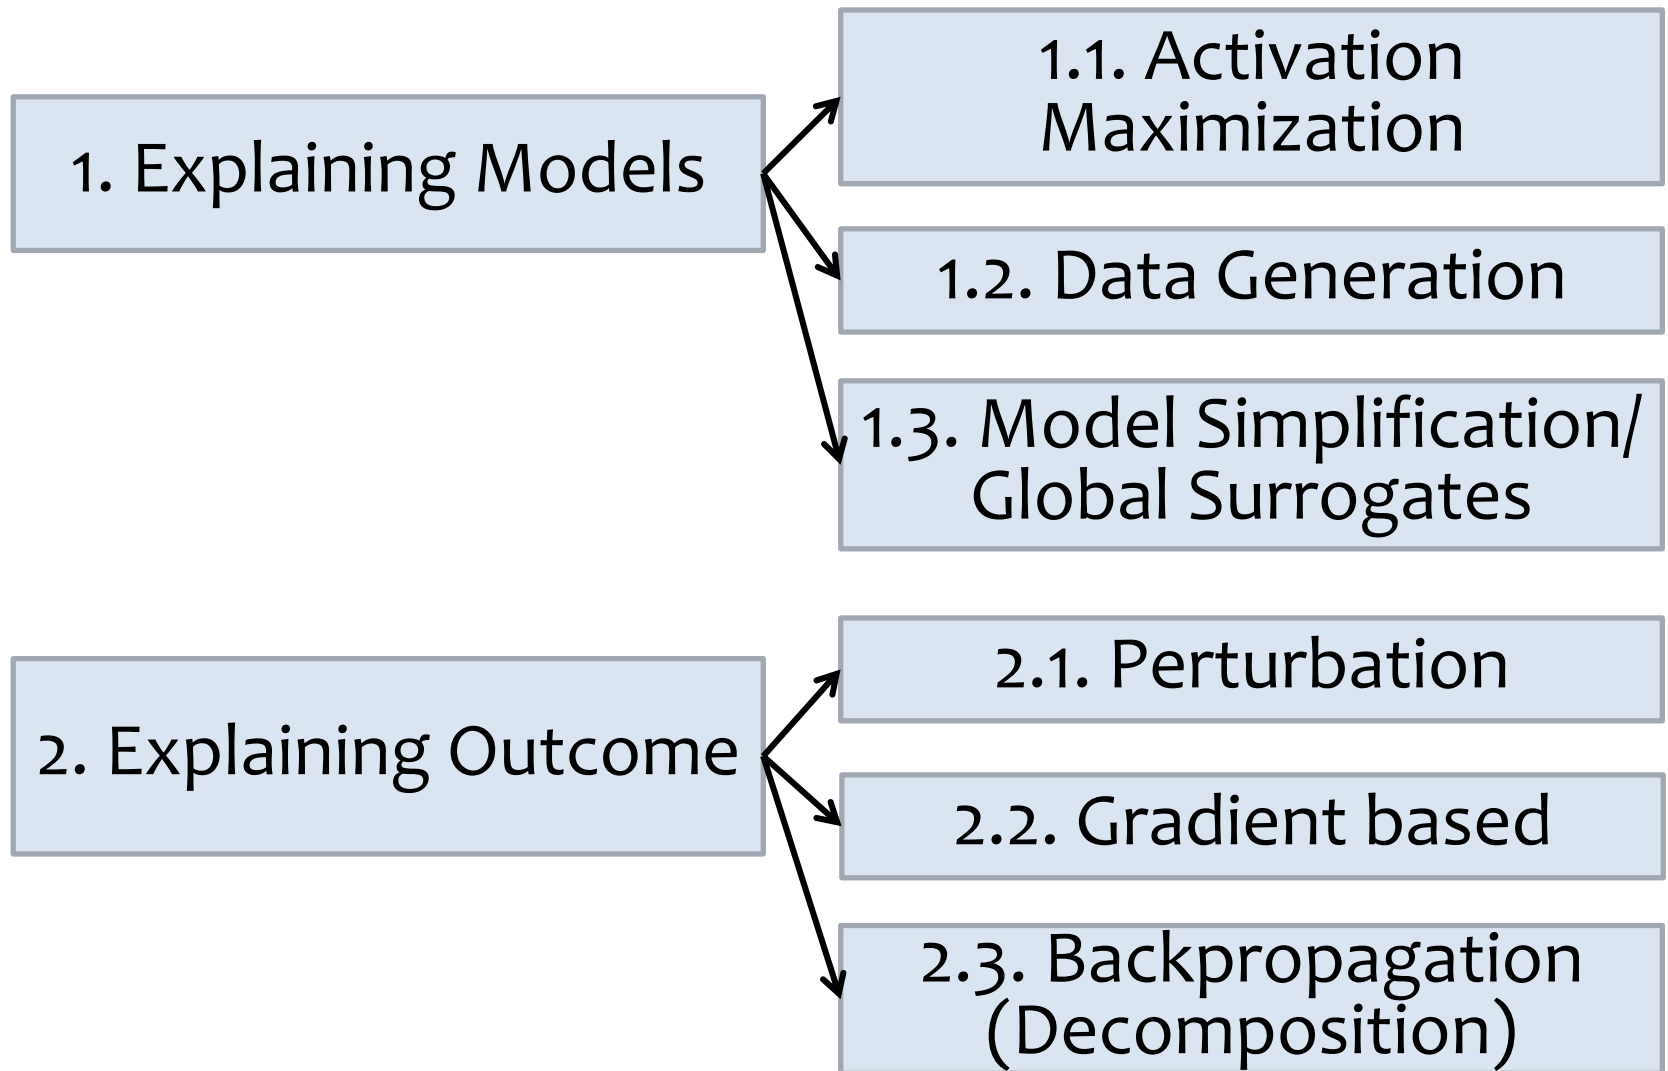 1. Explaining Models
1.1. Activation
Maximization
1.2. Data Generation
1.3. Model Simplification/
Global Surrogates
2. Explaining Outcome
2.1. Perturbation
2.2. Gradient based
2.3. Backpropagation
(Decomposition)